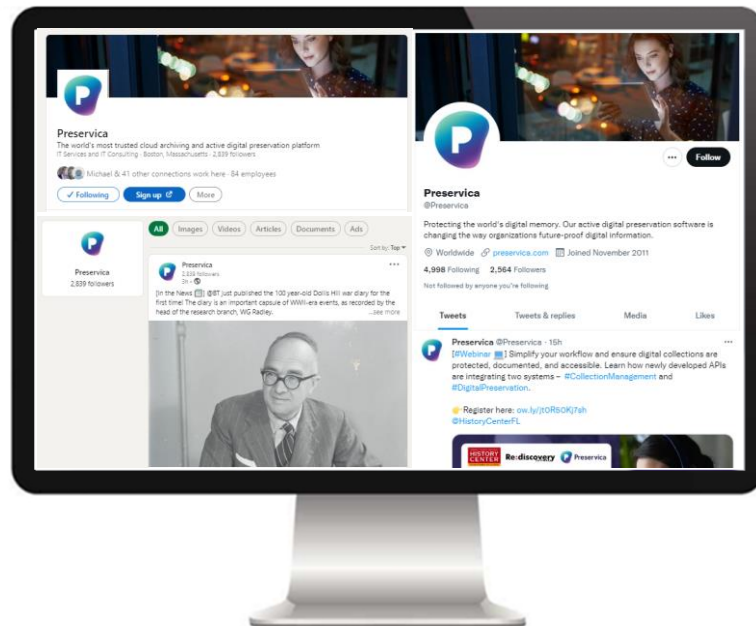 Preservica
The world's most trusted cloud archiving and active digital preservation platform
IT Services and IT Consulting · Boston, Massachusetts · 2,839 followers
Michael & 41 other connections work here · 84 employees
✓ Following
Sign up
More
Preservica
2,839 followers
All
Images
Videos
Articles
Documents
Ads
Sort by: Top
Preservica
2,839 followers
3h
[In the News 📰] @BT just published the 100 year-old Dollis Hill war diary for the
first time! The diary is an important capsule of WWII-era events, as recorded by the
head of the research branch, WG Radley.
...see more
P
Follow
Preservica
@Preservica
Protecting the world's digital memory. Our active digital preservation software is
changing the way organizations future-proof digital information.
Worldwide preservica.com Joined November 2011
4,998 Following 2,564 Followers
Not followed by anyone you're following
Tweets Tweets & replies Media Likes
Preservica @Preservica · 15h
[#Webinar 💻] Simplify your workflow and ensure digital collections are
protected, documented, and accessible. Learn how newly developed APIs
are integrating two systems – #CollectionManagement and
#DigitalPreservation.
👉 Register here: ow.ly/jt0R50Kj7sh
@HistoryCenterFL
HISTORY
CENTER
Re:discovery
Preservica